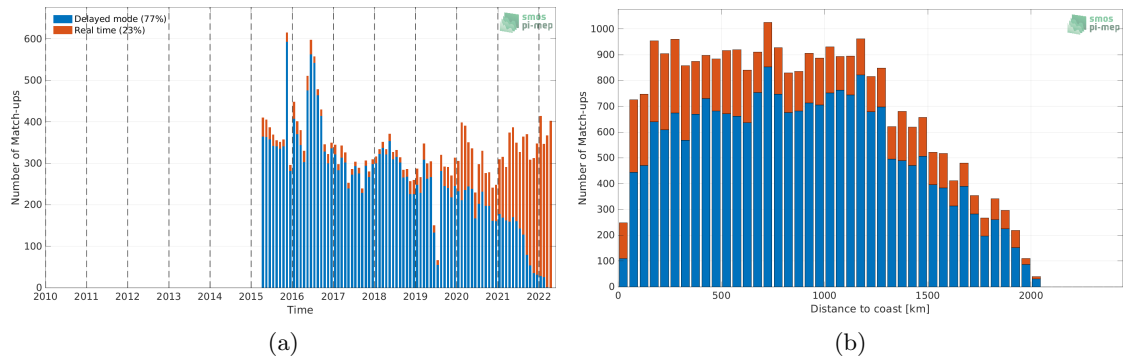 Delayed mode (77%)
Real time (23%)
smos
pi-mep
Number of Match-ups
600
500
400
300
200
100
0
2010 2011 2012 2013 2014 2015 2016 2017 2018 2019 2020 2021 2022
Time
(a)
smos
pi-mep
Number of Match-ups
1000
900
800
700
600
500
400
300
200
100
0
0 500 1000 1500 2000
Distance to coast [km]
(b)